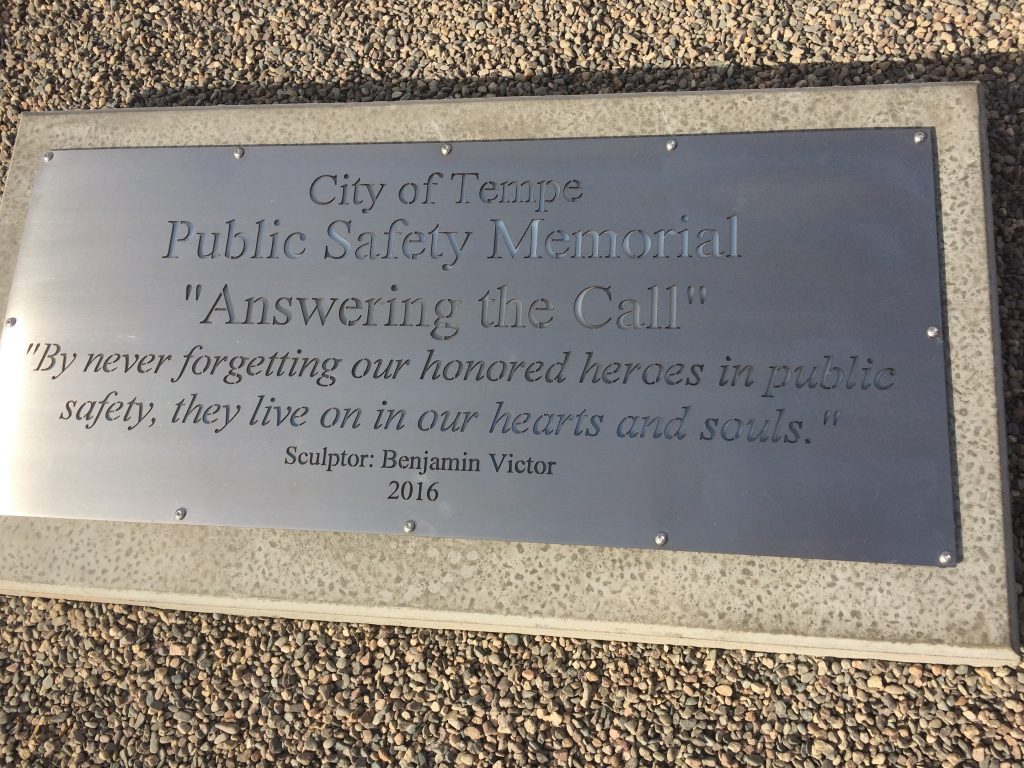 City of Tempe
Public Safety Memorial
"Answering the Call"
"By never forgetting our honored heroes in public
safety, they live on in our hearts and souls."
Sculptor: Benjamin Victor
2016